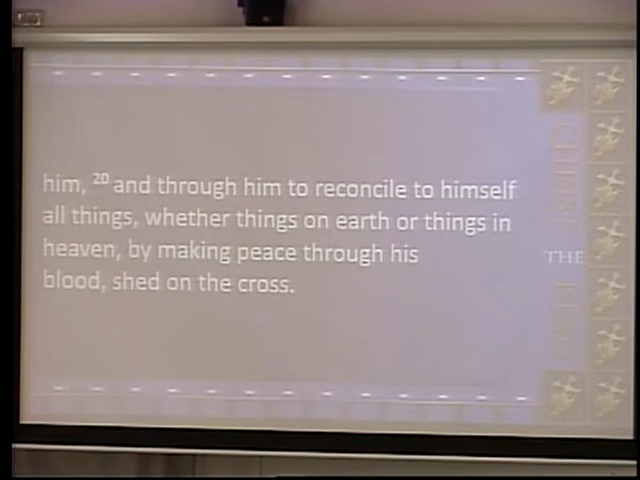 him, 20 and through him to reconcile to himself
all things, whether things on earth or things in
heaven, by making peace through his
blood, shed on the cross.
THE